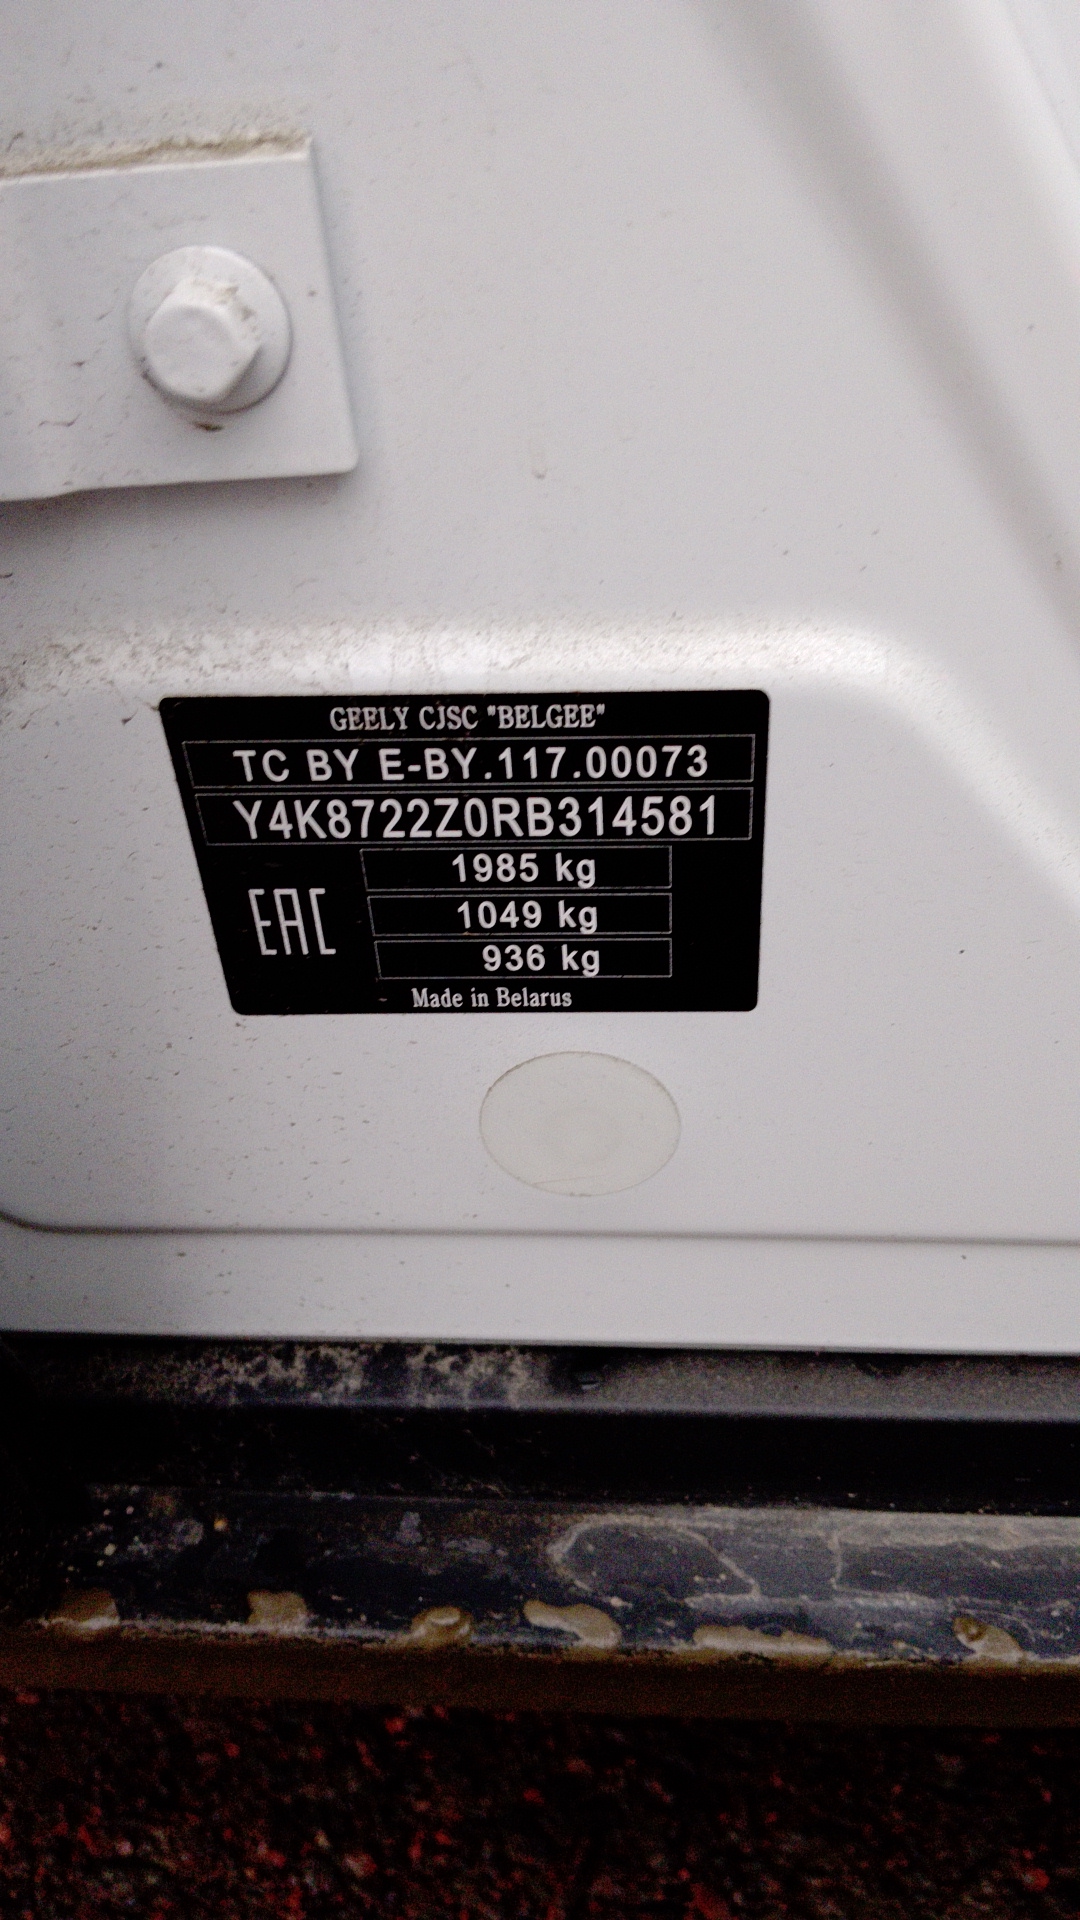 GEELY CJSC "BELGEE"
TC BY E-BY.117.00073
Y4K8722Z0RB314581
1985 kg
EAC
1049 kg
936 kg
Made in Belarus